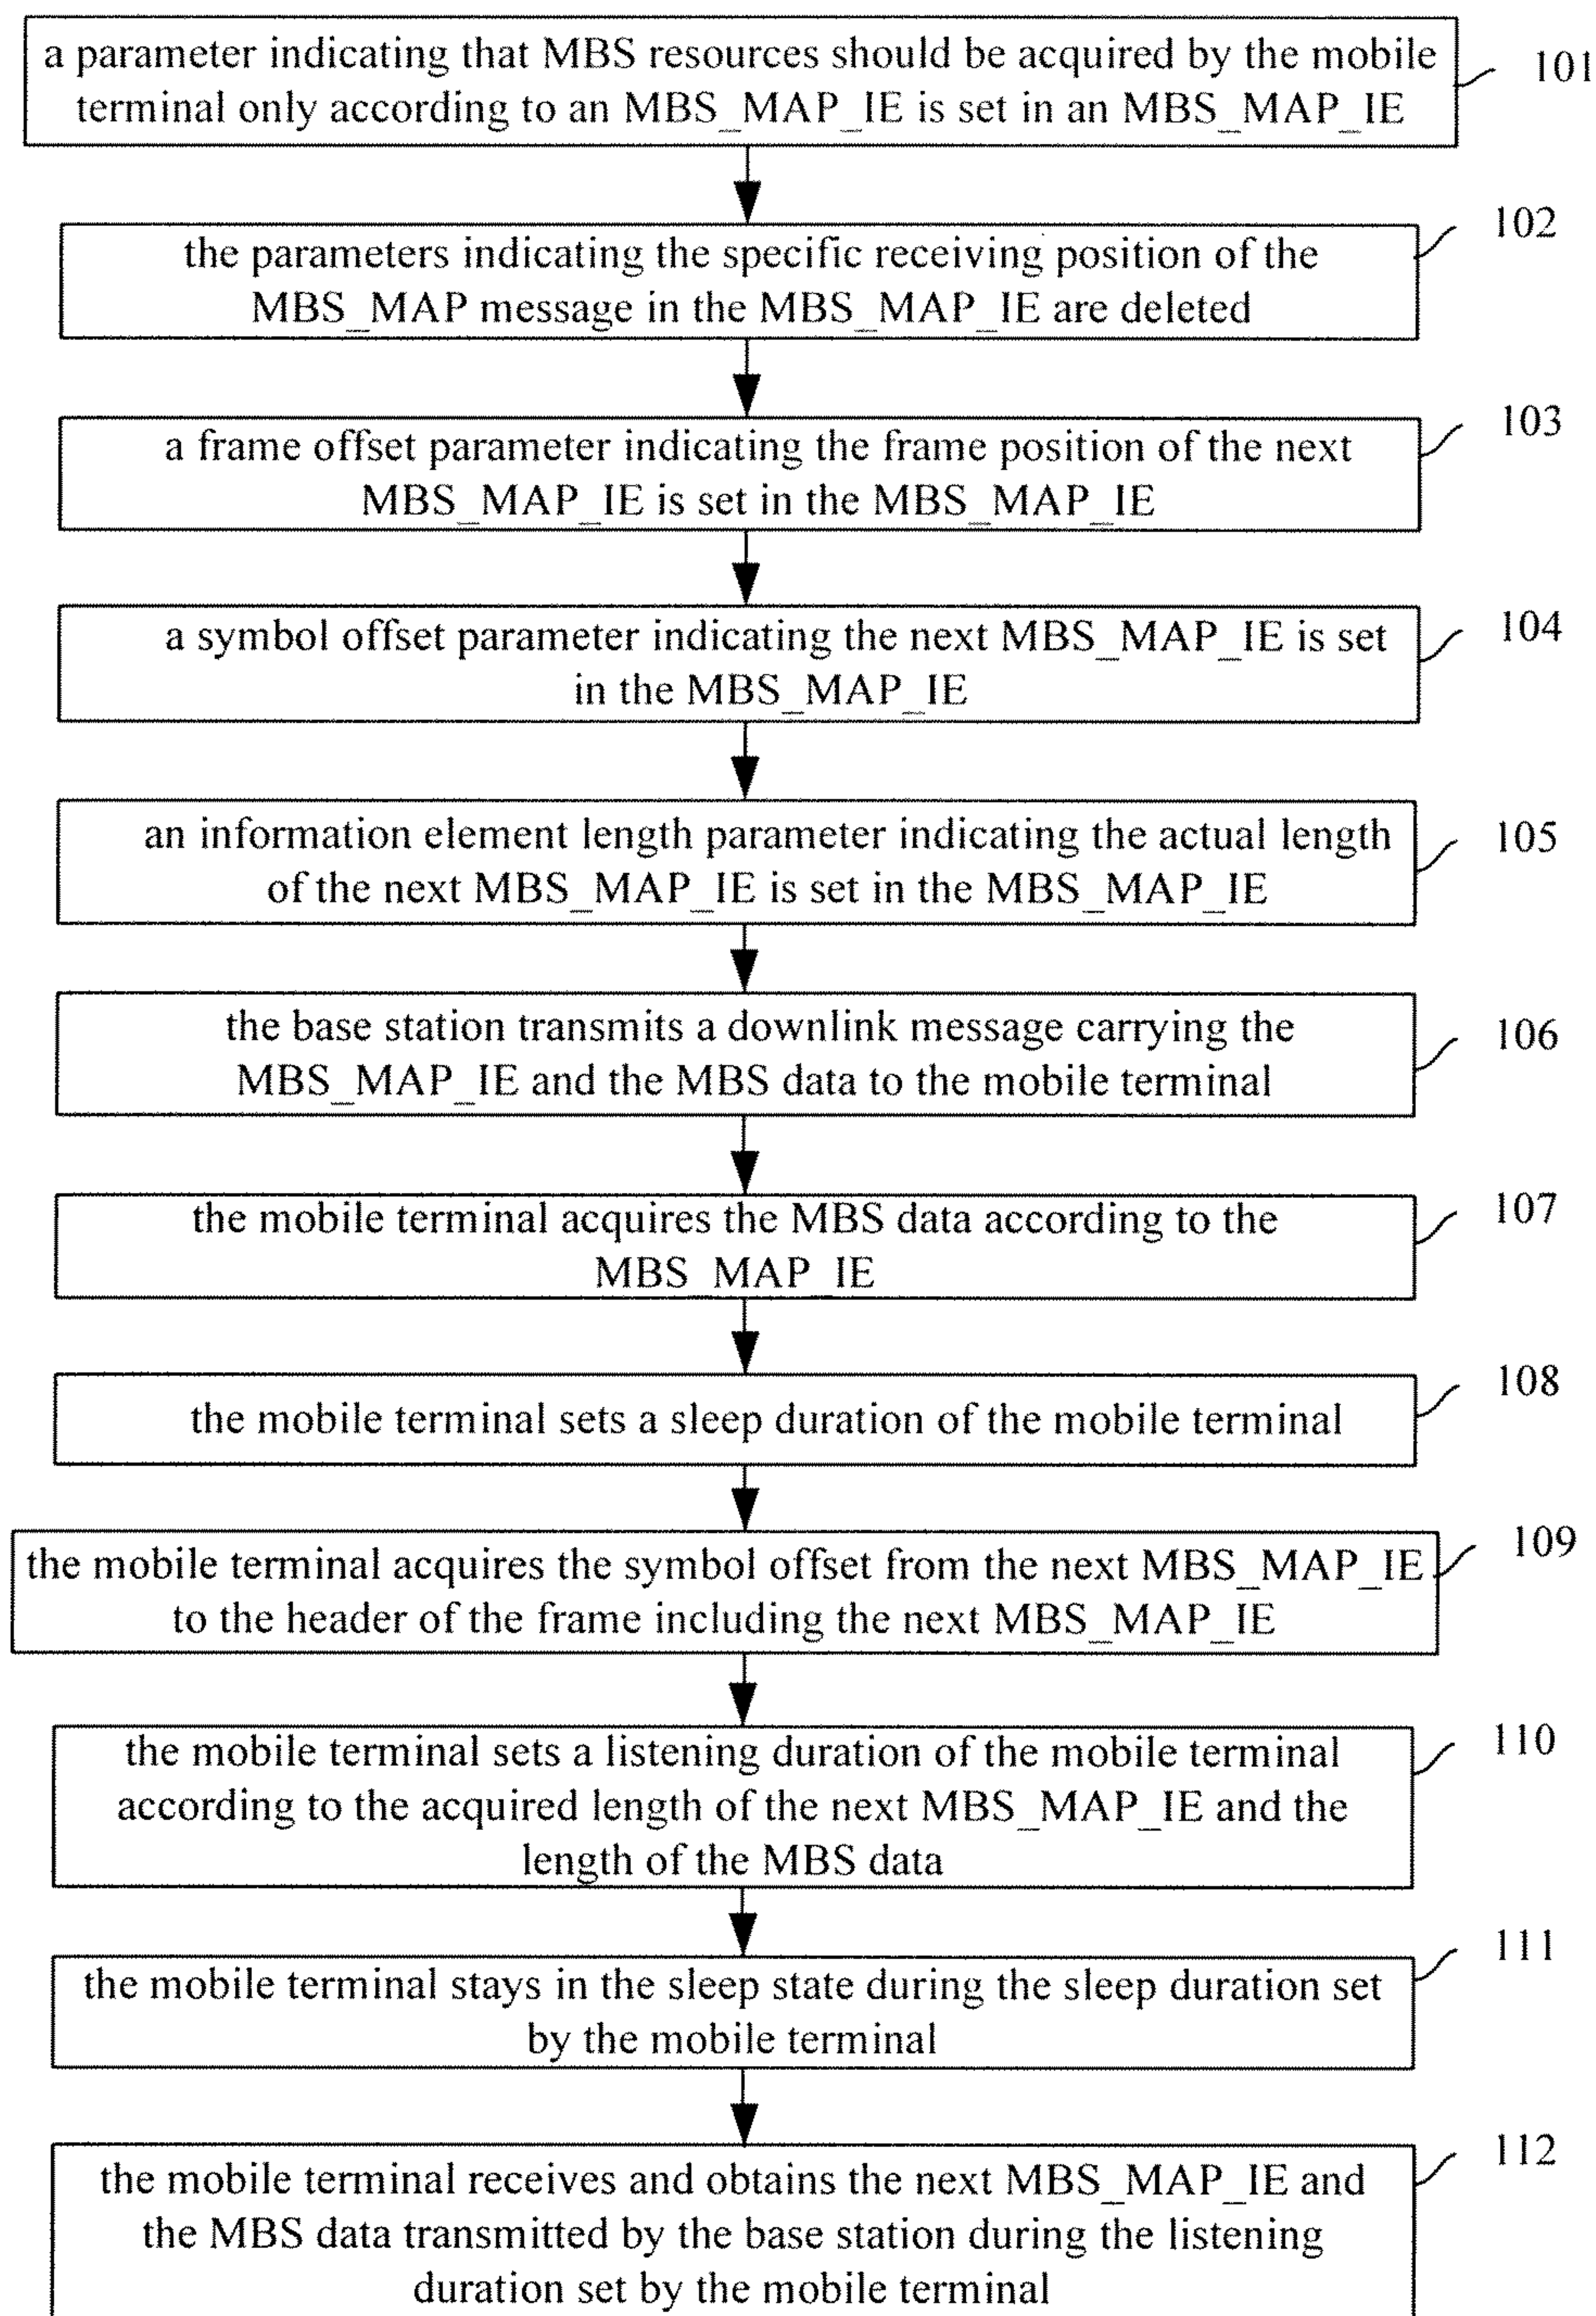 a parameter indicating that MBS resources should be acquired by the mobile
terminal only according to an MBS_MAP_IE is set in an MBS_MAP_IE
101
the parameters indicating the specific receiving position of the
MBS_MAP message in the MBS_MAP_IE are deleted
102
a frame offset parameter indicating the frame position of the next
MBS_MAP_IE is set in the MBS_MAP_IE
103
a symbol offset parameter indicating the next MBS_MAP_IE is set
in the MBS_MAP_IE
104
an information element length parameter indicating the actual length
of the next MBS_MAP_IE is set in the MBS_MAP_IE
105
the base station transmits a downlink message carrying the
MBS_MAP_IE and the MBS data to the mobile terminal
106
the mobile terminal acquires the MBS data according to the
MBS_MAP_IE
107
the mobile terminal sets a sleep duration of the mobile terminal
108
the mobile terminal acquires the symbol offset from the next MBS_MAP_IE
to the header of the frame including the next MBS_MAP_IE
109
the mobile terminal sets a listening duration of the mobile terminal
according to the acquired length of the next MBS_MAP_IE and the
length of the MBS data
110
the mobile terminal stays in the sleep state during the sleep duration set
by the mobile terminal
111
the mobile terminal receives and obtains the next MBS_MAP_IE and
the MBS data transmitted by the base station during the listening
duration set by the mobile terminal
112